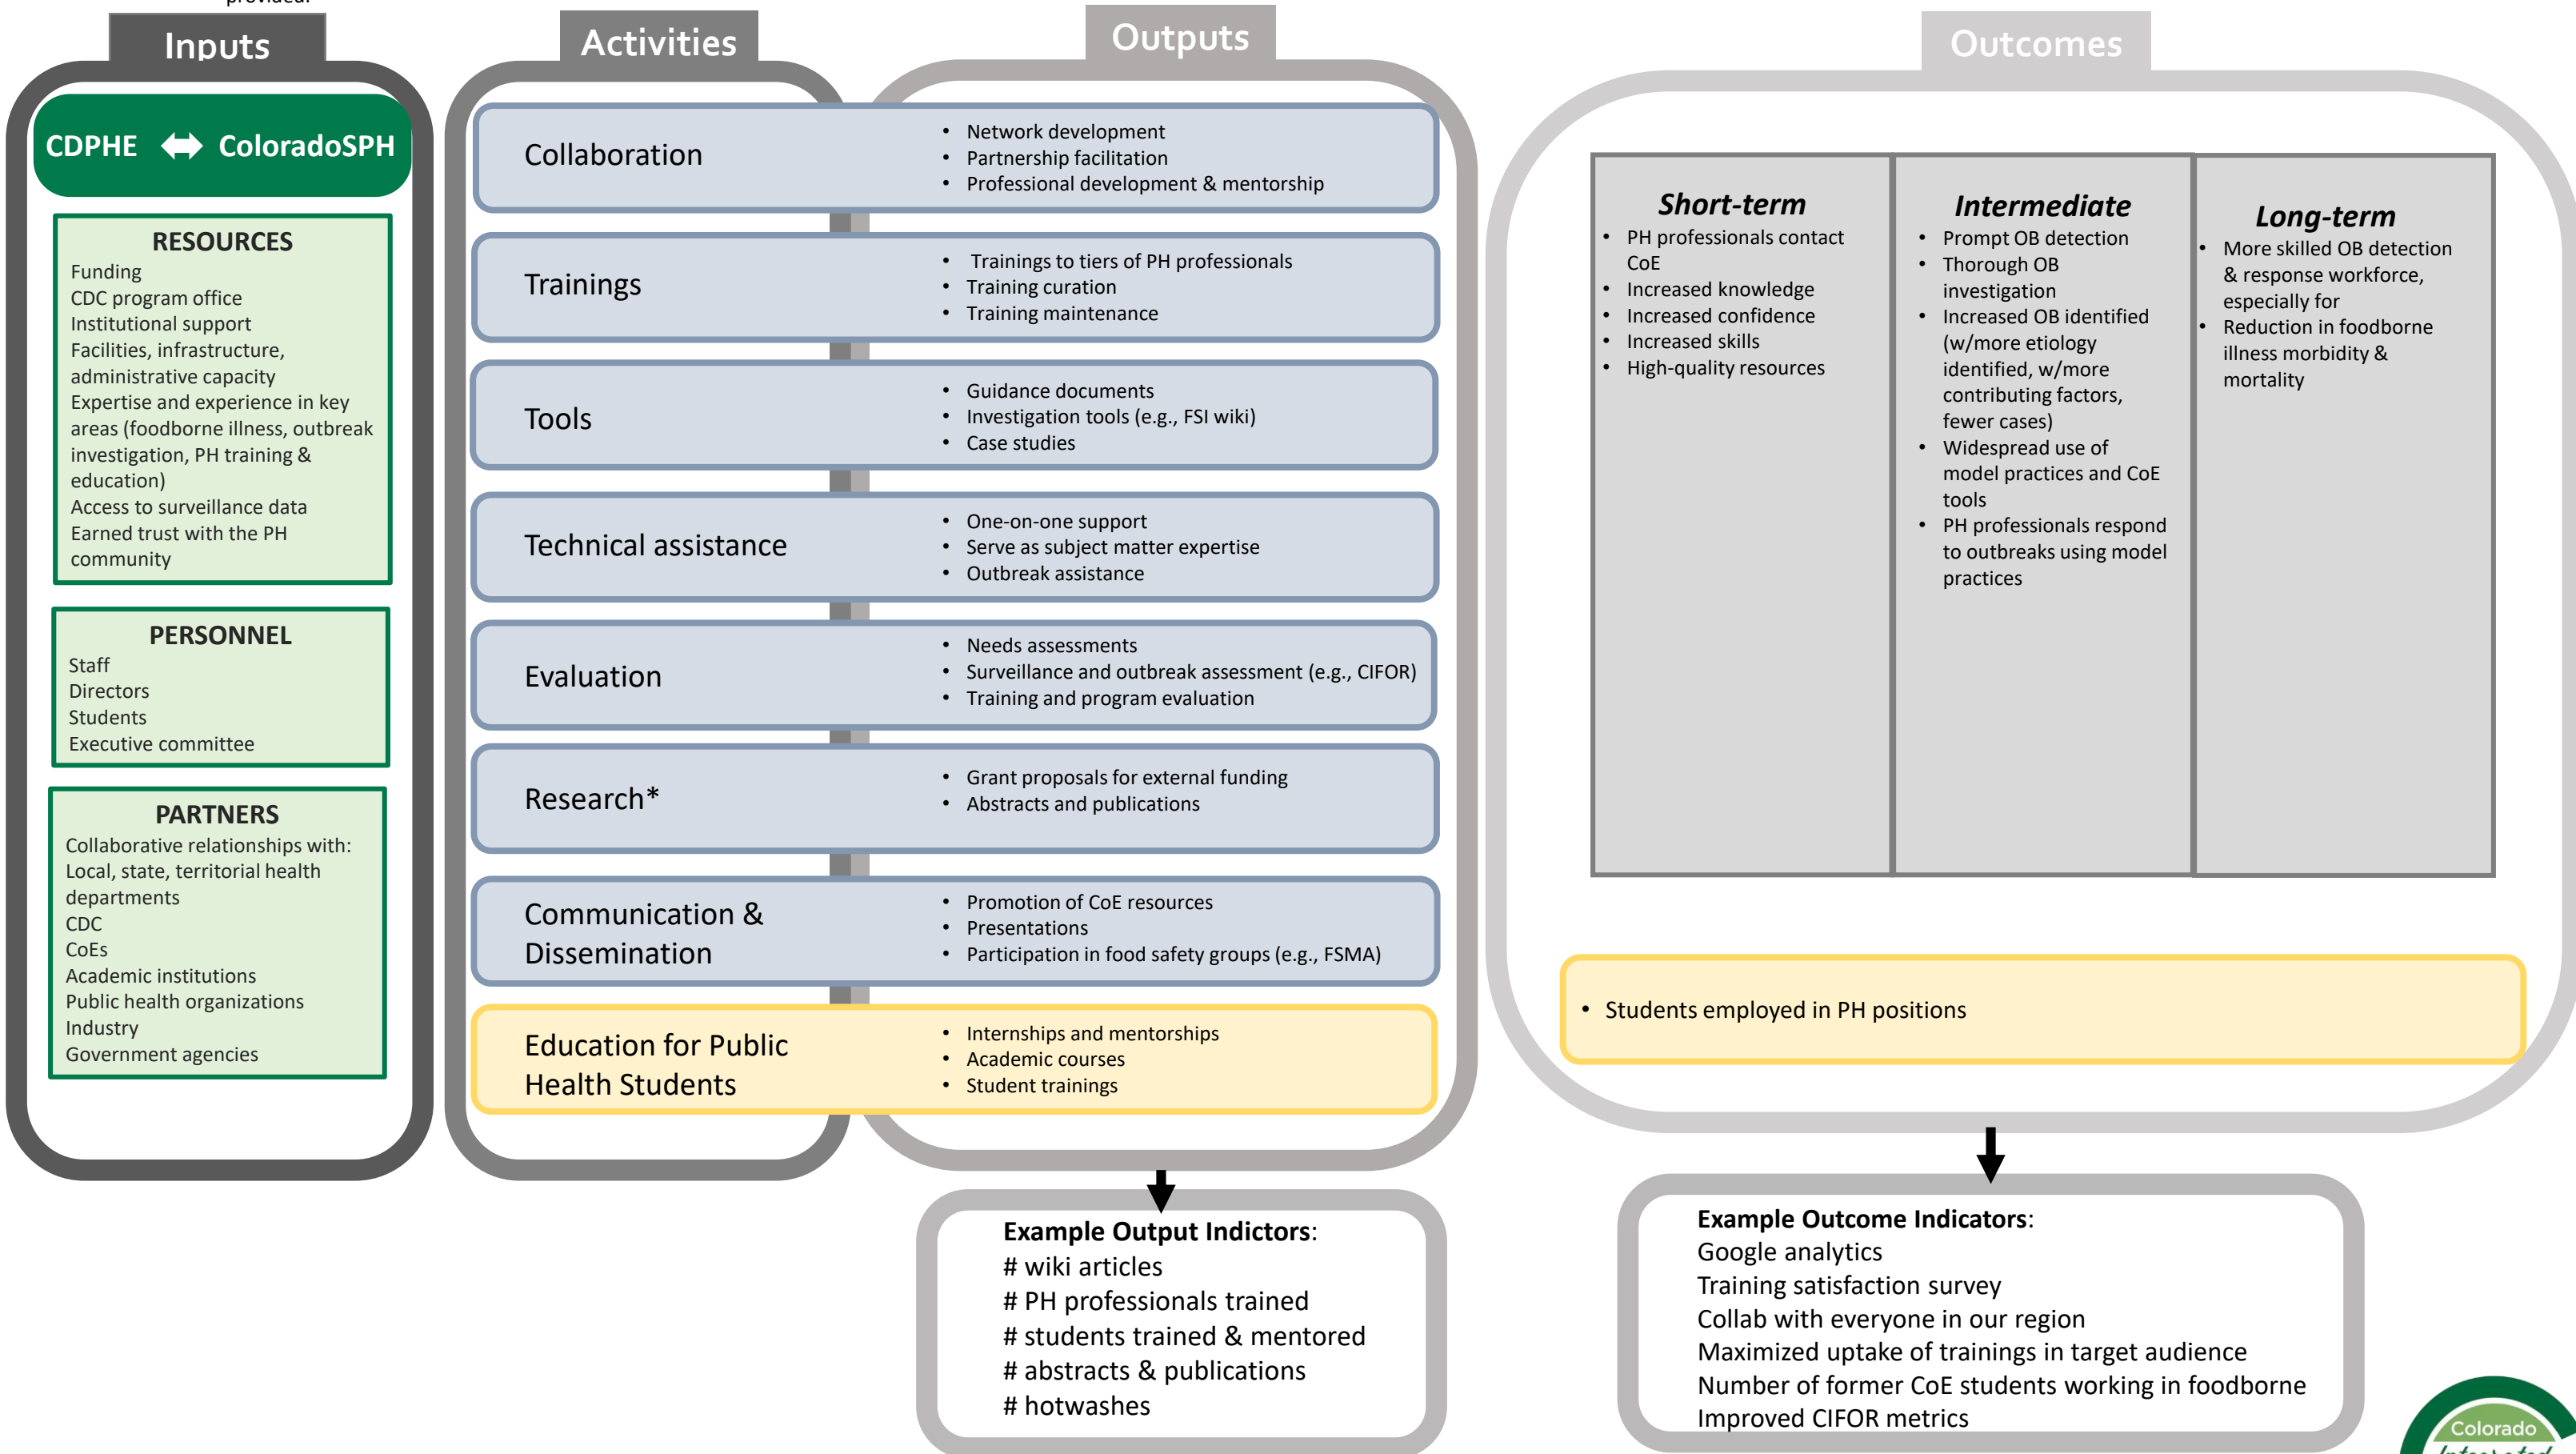 provided.
Inputs
CDPHE ColoradoSPH
RESOURCES
Funding
CDC program office
Institutional support
Facilities, infrastructure,
administrative capacity
Expertise and experience in key
areas (foodborne illness, outbreak
investigation, PH training &
education)
Access to surveillance data
Earned trust with the PH
community
PERSONNEL
Staff
Directors
Students
Executive committee
PARTNERS
Collaborative relationships with:
Local, state, territorial health
departments
CDC
CoEs
Academic institutions
Public health organizations
Industry
Government agencies
Activities
Outputs
Collaboration
• Network development
• Partnership facilitation
• Professional development & mentorship
Trainings
• Trainings to tiers of PH professionals
• Training curation
• Training maintenance
Tools
• Guidance documents
• Investigation tools (e.g., FSI wiki)
• Case studies
Technical assistance
• One-on-one support
• Serve as subject matter expertise
• Outbreak assistance
Evaluation
• Needs assessments
• Surveillance and outbreak assessment (e.g., CIFOR)
• Training and program evaluation
Research*
• Grant proposals for external funding
• Abstracts and publications
Communication &
Dissemination
• Promotion of CoE resources
• Presentations
• Participation in food safety groups (e.g., FSMA)
Education for Public
Health Students
• Internships and mentorships
• Academic courses
• Student trainings
Example Output Indictors:
# wiki articles
# PH professionals trained
# students trained & mentored
# abstracts & publications
# hotwashes
Outcomes
Short-term
• PH professionals contact
CoE
• Increased knowledge
• Increased confidence
• Increased skills
• High-quality resources
Intermediate
• Prompt OB detection
• Thorough OB
investigation
• Increased OB identified
(w/more etiology
identified, w/more
contributing factors,
fewer cases)
• Widespread use of
model practices and CoE
tools
• PH professionals respond
to outbreaks using model
practices
Long-term
• More skilled OB detection
& response workforce,
especially for
• Reduction in foodborne
illness morbidity &
mortality
• Students employed in PH positions
Example Outcome Indicators:
Google analytics
Training satisfaction survey
Collab with everyone in our region
Maximized uptake of trainings in target audience
Number of former CoE students working in foodborne
Improved CIFOR metrics
Colorado
Integrated